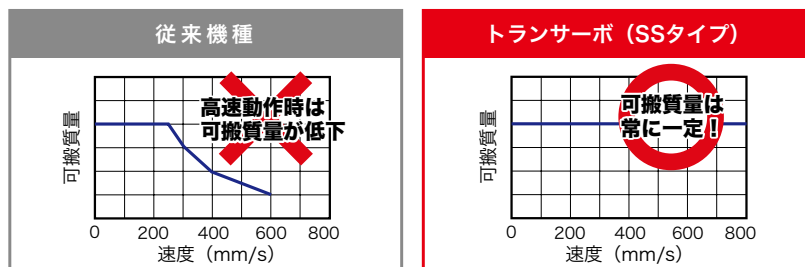 従来機種
可搬質量
高速動作時は
可搬質量が低下
0 200 400 600 800
速度（mm/s）
トランサーボ（SSタイプ）
可搬質量
可搬質量は
常に一定！
0 200 400 600 800
速度（mm/s）